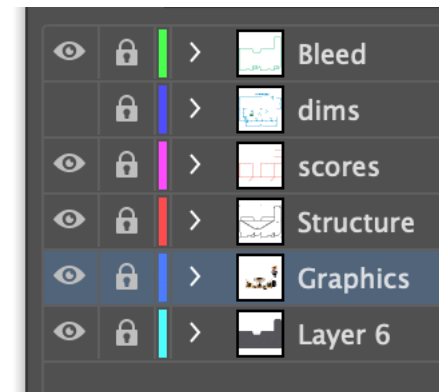 Bleed
dims
scores
Structure
Graphics
Layer 6